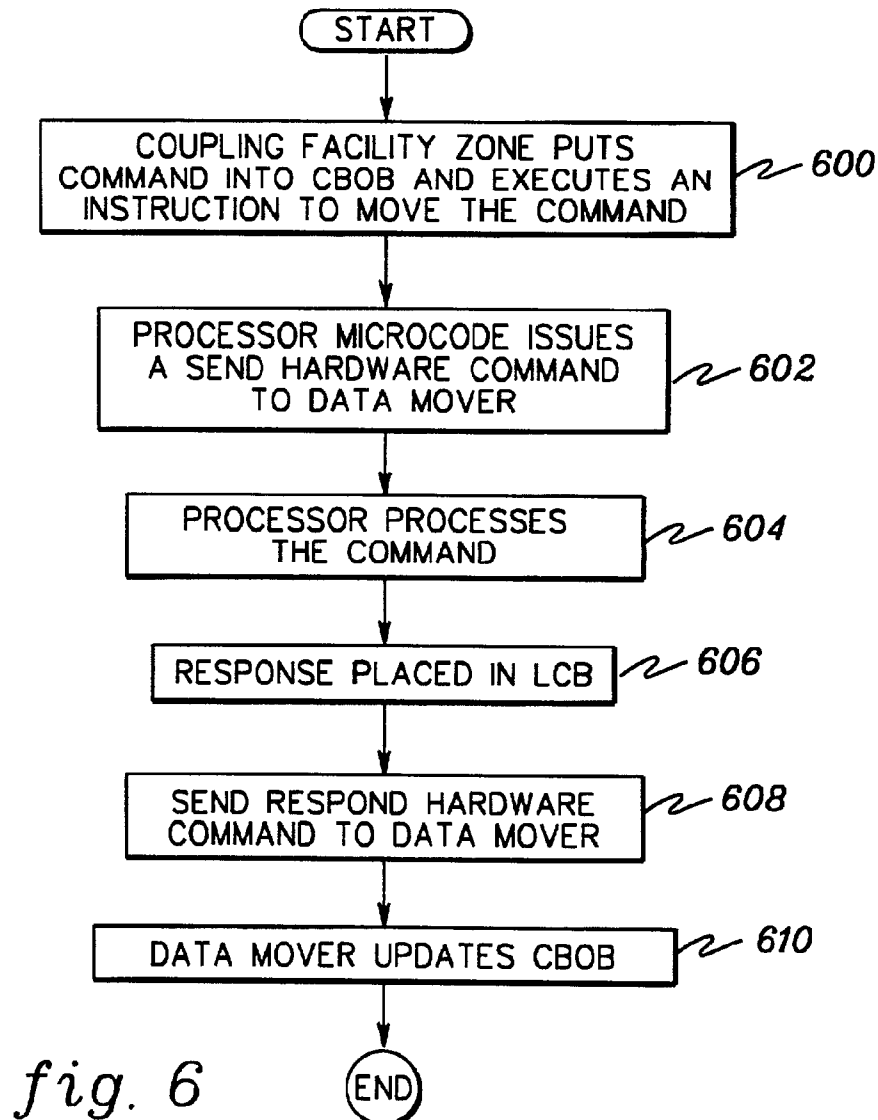 START
COUPLING FACILITY ZONE PUTS
COMMAND INTO CBOB AND EXECUTES AN
INSTRUCTION TO MOVE THE COMMAND
600
PROCESSOR MICROCODE ISSUES
A SEND HARDWARE COMMAND
TO DATA MOVER
602
PROCESSOR PROCESSES
THE COMMAND
604
RESPONSE PLACED IN LCB
606
SEND RESPOND HARDWARE
COMMAND TO DATA MOVER
608
DATA MOVER UPDATES CBOB
610
END
fig. 6